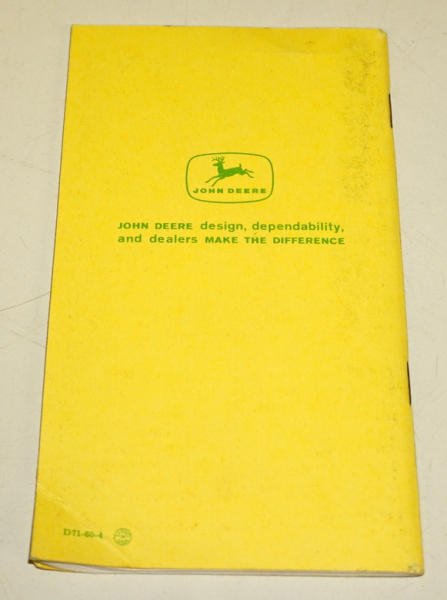 JOHN DEERE
JOHN DEERE design, dependability,
and dealers MAKE THE DIFFERENCE
D71-60-4